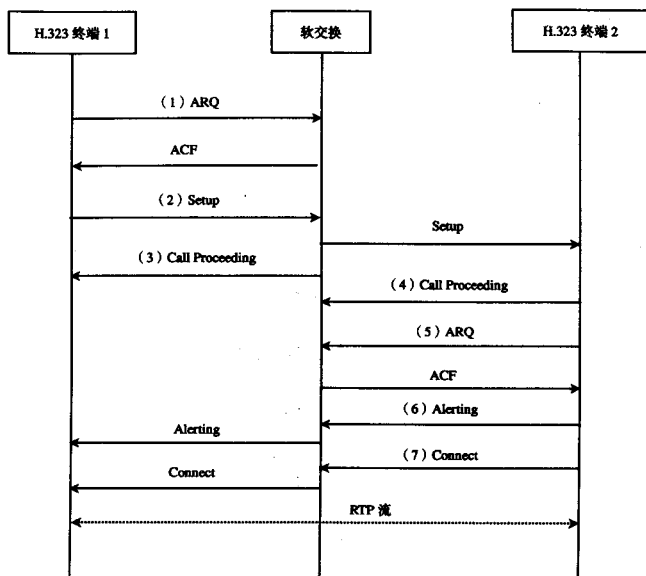 H.323 终端 1
软交换
H.323 终端 2
（1）ARQ
ACF
（2）Setup
Setup
（3）Call Proceeding
（4）Call Proceeding
（5）ARQ
ACF
（6）Alerting
Alerting
（7）Connect
Connect
RTP 流